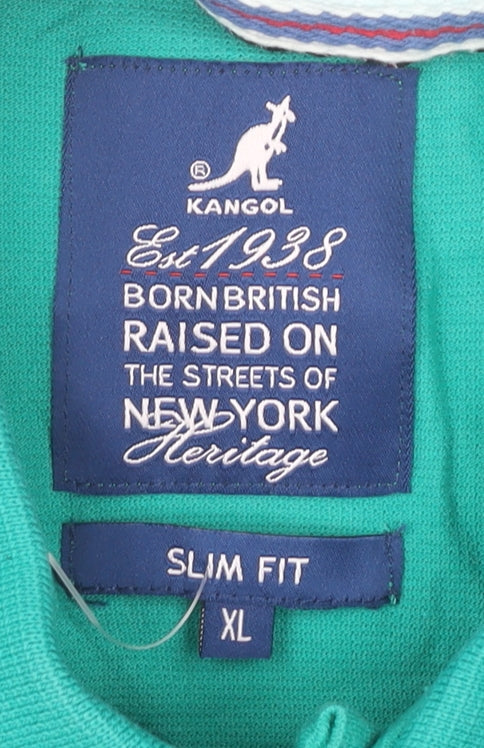 ®
KANGOL
Est 1938
BORN BRITISH
RAISED ON
THE STREETS OF
NEW YORK
Heritage
SLIM FIT
XL